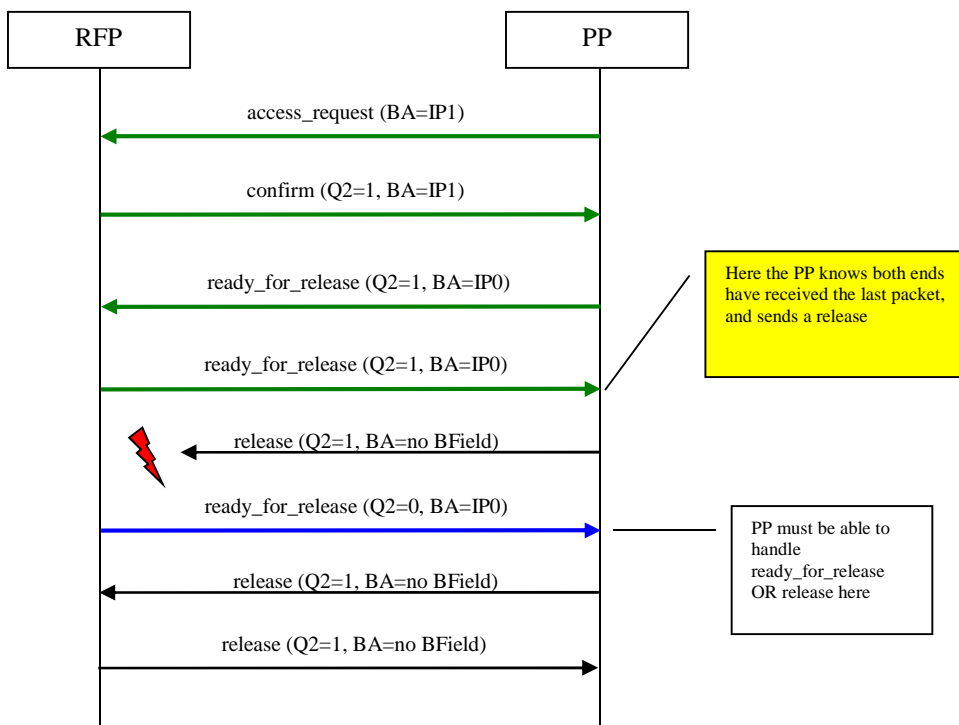 RFP
PP
access_request (BA=IP1)
confirm (Q2=1, BA=IP1)
ready_for_release (Q2=1, BA=IP0)
Here the PP knows both ends
have received the last packet,
and sends a release
ready_for_release (Q2=1, BA=IP0)
release (Q2=1, BA=no BField)
ready_for_release (Q2=0, BA=IP0)
PP must be able to
handle
ready_for_release
OR release here
release (Q2=1, BA=no BField)
release (Q2=1, BA=no BField)